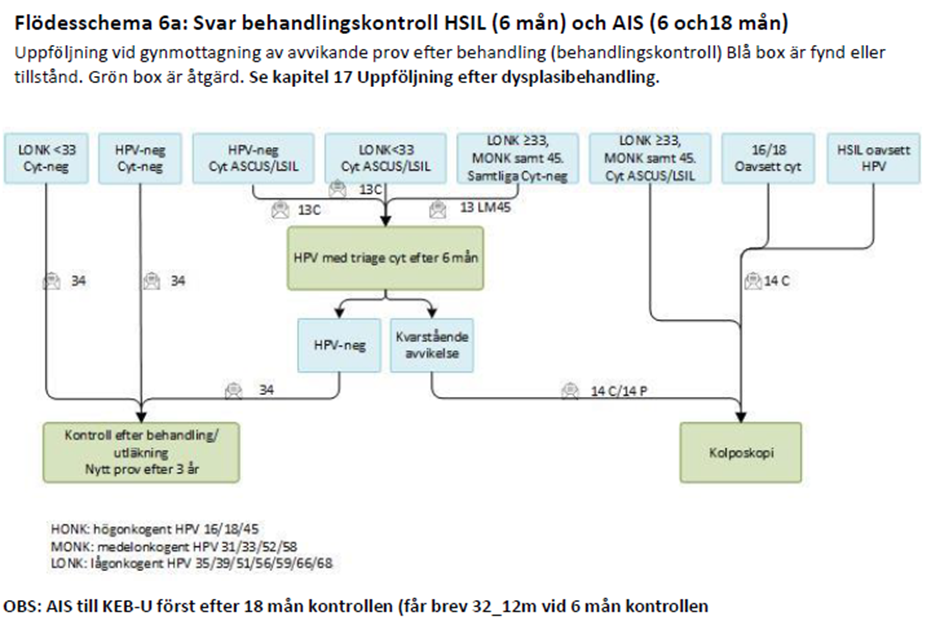 Flödesschema 6a: Svar behandlingskontroll HSIL (6 mån) och AIS (6 och18 mån)
Uppföljning vid gynmottagning av avvikande prov efter behandling (behandlingskontroll) Blå box är fynd eller
tillstånd. Grön box är åtgärd. Se kapitel 17 Uppföljning efter dysplasibehandling.
LONK <33
Cyt-neg
HPV-neg
Cyt-neg
HPV-neg
Cyt ASCUS/LSIL
LONK<33
Cyt ASCUS/LSIL
LONK ≥33,
MONK samt 45.
Samtliga Cyt-neg
LONK ≥33,
MONK samt 45.
Cyt ASCUS/LSIL
16/18
Oavsett cyt
HSIL oavsett
HPV
13C
13C
13 LM45
HPV med triage cyt efter 6 mån
34
34
14 C
HPV-neg
Kvarstående
avvikelse
34
14 C/14 P
Kontroll efter behandling/
utläkning
Nytt prov efter 3 år
Kolposkopi
HONK: högonkogent HPV 16/18/45
MONK: medelonkogent HPV 31/33/52/58
LONK: lågonkogent HPV 35/39/51/56/59/66/68
OBS: AIS till KEB-U först efter 18 mån kontrollen (får brev 32_12m vid 6 mån kontrollen